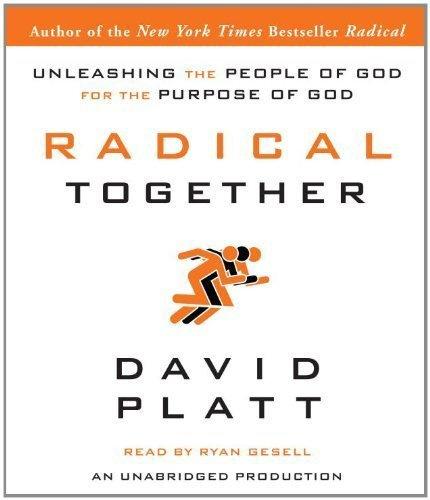 Author of the New York Times Bestseller Radical
UNLEASHING THE PEOPLE OF GOD
FOR THE PURPOSE OF GOD
RADICAL
TOGETHER
DAVID
PLATT
READ BY RYAN GESELL
AN UNABRIDGED PRODUCTION